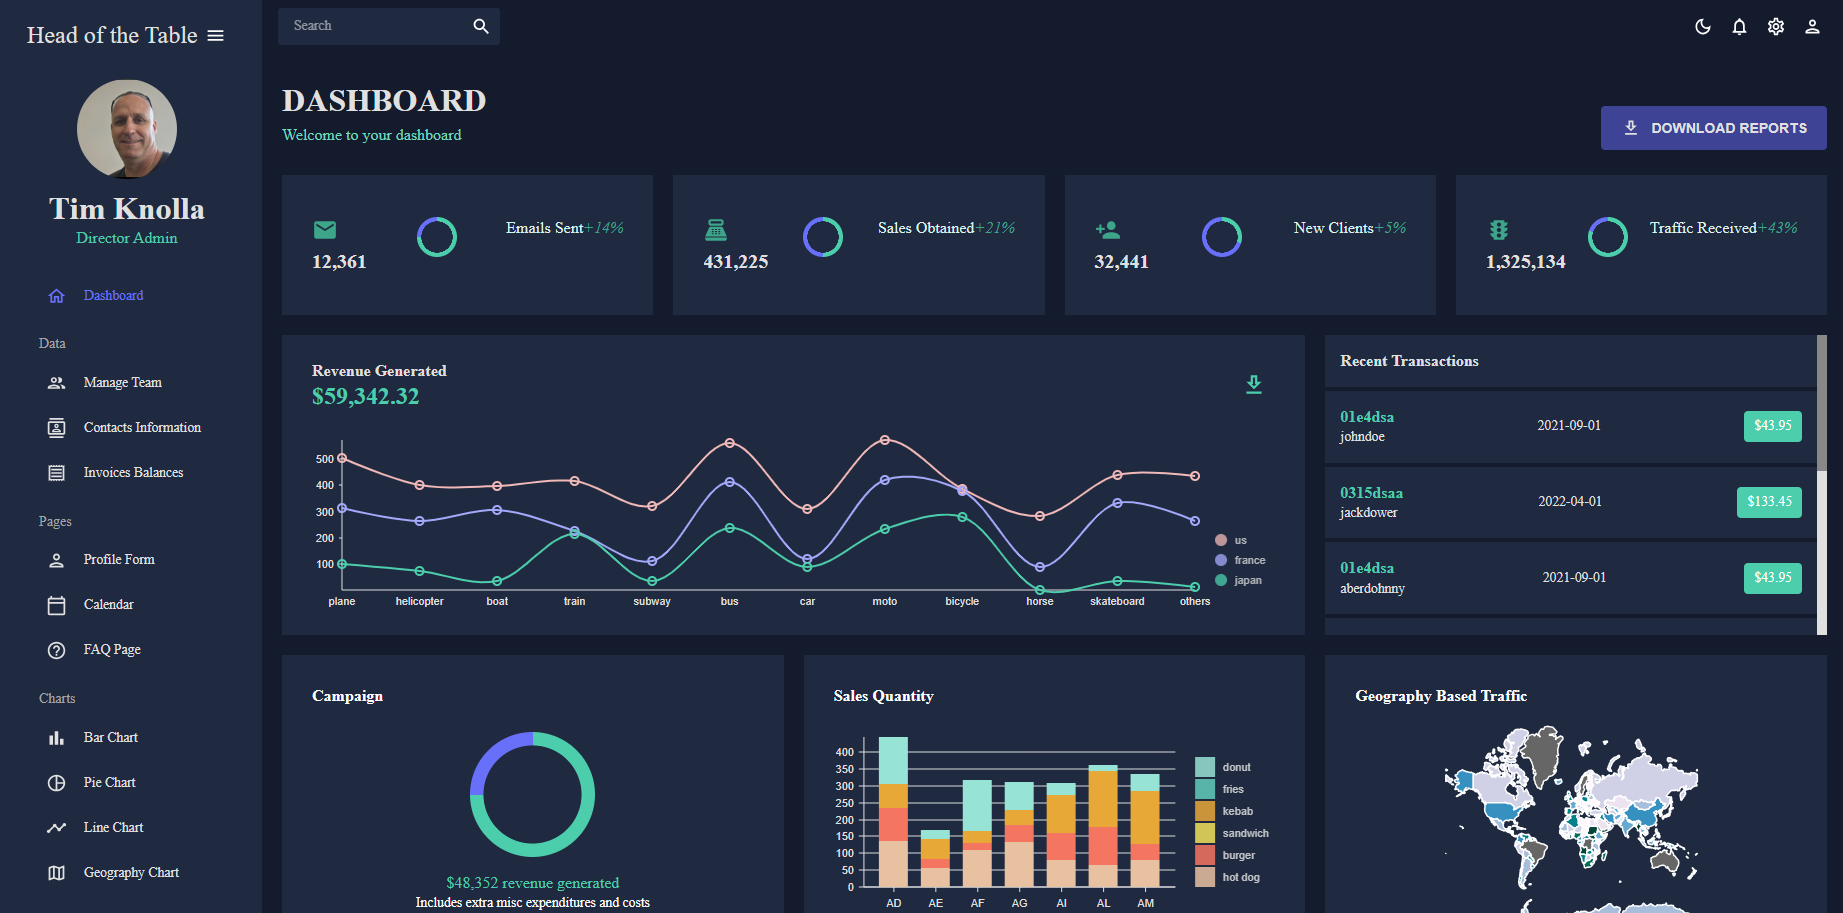 Head of the Table
Search
Tim Knolla
Director Admin
Dashboard
Data
Manage Team
Contacts Information
Invoices Balances
Pages
Profile Form
Calendar
FAQ Page
Charts
Bar Chart
Pie Chart
Line Chart
Geography Chart
DASHBOARD
Welcome to your dashboard
DOWNLOAD REPORTS
12,361
Emails Sent+14%
431,225
Sales Obtained+21%
32,441
New Clients+5%
1,325,134
Traffic Received+43%
Revenue Generated
$59,342.32
500
400
300
200
100
plane helicopter boat train subway bus car moto bicycle horse skateboard others
us
france
japan
Recent Transactions
01e4dsa
johndoe
2021-09-01
$43.95
0315dsaa
jackdower
2022-04-01
$133.45
01e4dsa
aberdohnny
2021-09-01
$43.95
Campaign
$48,352 revenue generated
Includes extra misc expenditures and costs
Sales Quantity
400
350
300
250
200
150
100
50
0
AD AE AF AG AI AL AM
donut
fries
kebab
sandwich
burger
hot dog
Geography Based Traffic